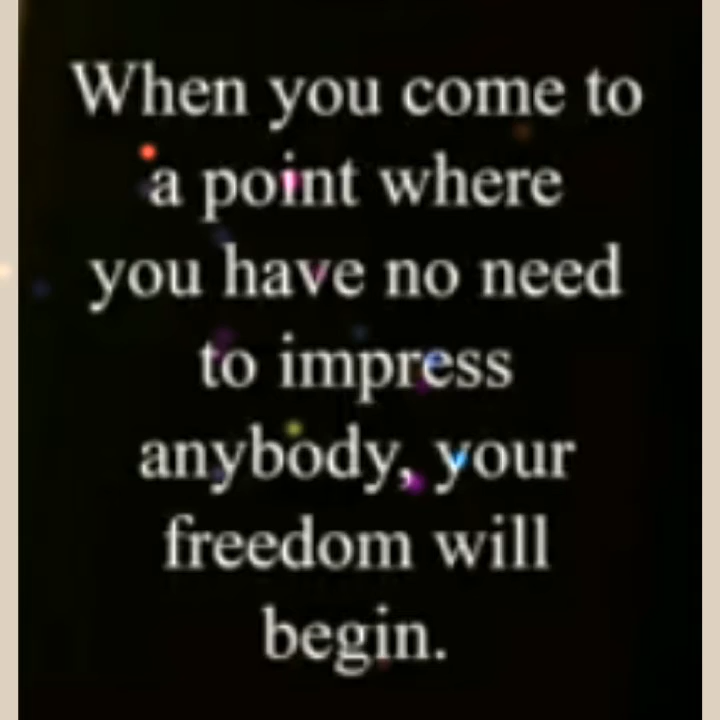 When you come to
a point where
you have no need
to impress
anybody, your
freedom will
begin.